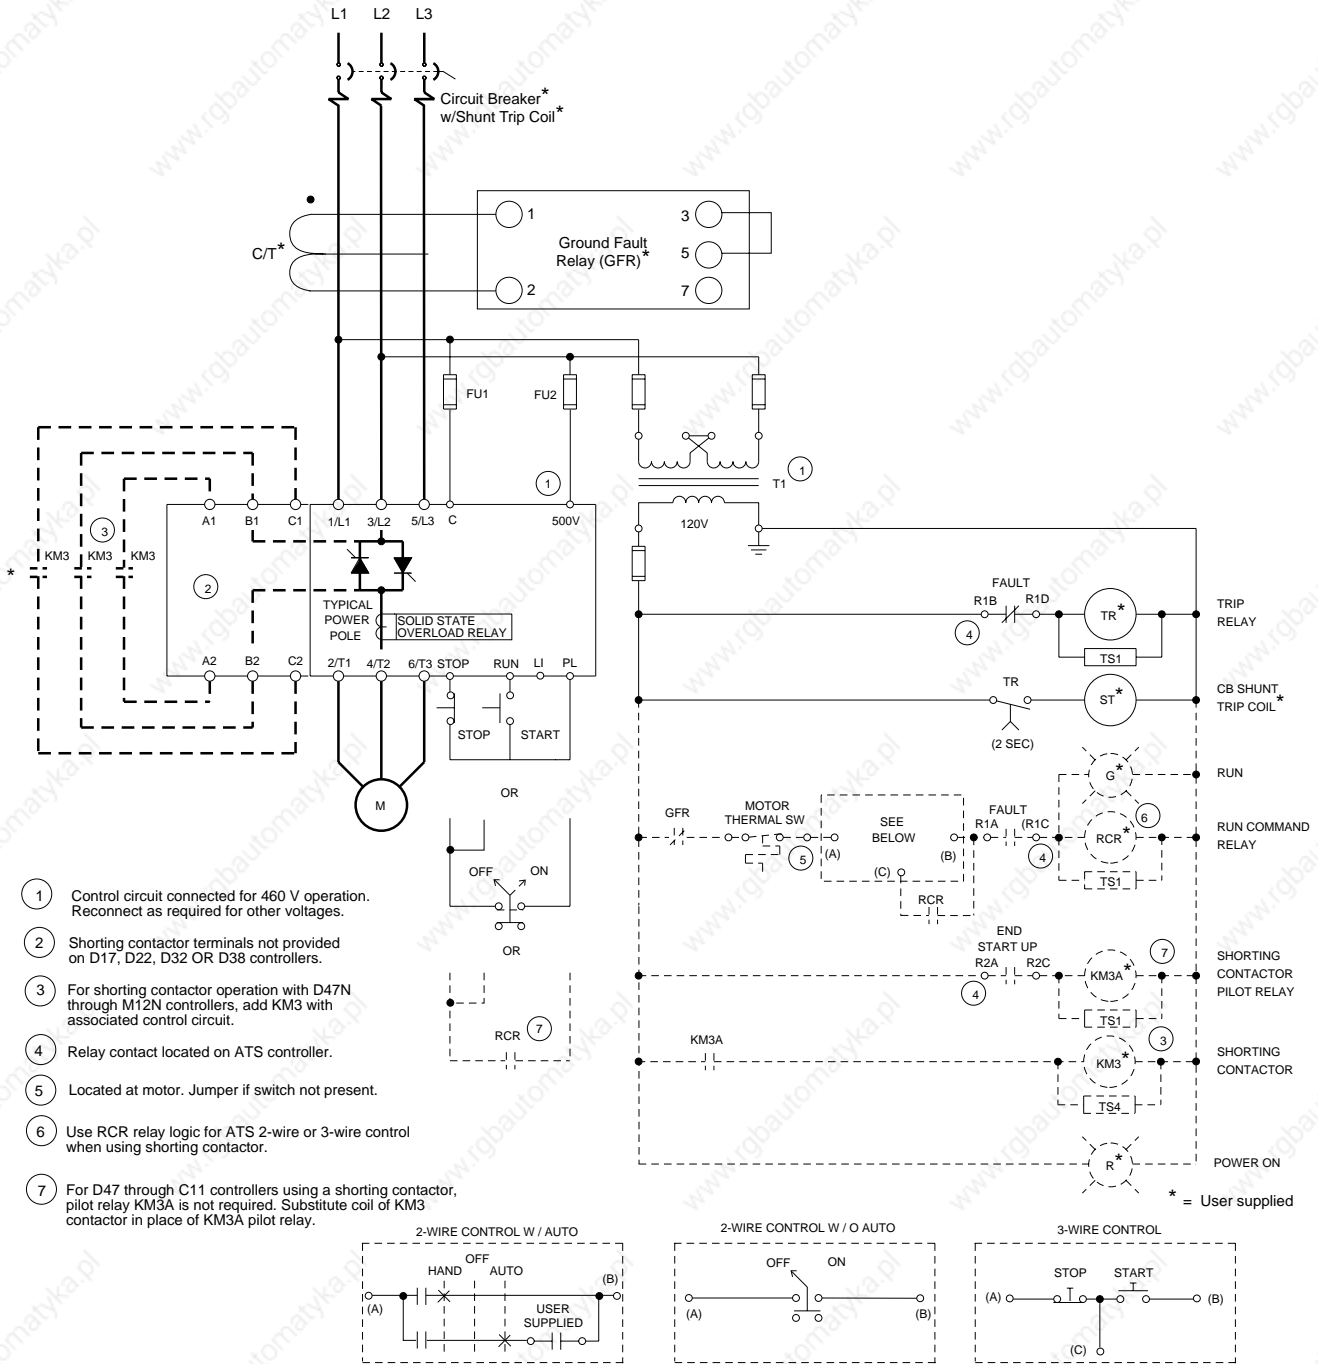 L1 L2 L3
Circuit Breaker*
w/Shunt Trip Coil*
C/T*
1
2
Ground Fault
Relay (GFR)*
3
5
7
FU1
FU2
1
T1
1
120V
A1 B1 C1
1/L1 3/L2 5/L3 C 500V
3
* KM3 KM3 KM3
2
TYPICAL
POWER
POLE
SOLID STATE
OVERLOAD RELAY
A2 B2 C2
2/T1 4/T2 6/T3 STOP RUN LI PL
STOP START
M
OR
OFF ON
OR
RCR 7
FAULT
R1B R1D
4
TR*
TS1
TRIP
RELAY
TR
(2 SEC)
ST*
CB SHUNT
TRIP COIL*
G*
RUN
GFR
MOTOR
THERMAL SW
5
(A)
SEE
BELOW
(B)
(C)
RCR
FAULT
R1A (R1C
4
6
RCR*
TS1
RUN COMMAND
RELAY
END
START UP
R2A R2C
4
7
KM3A*
TS1
SHORTING
CONTACTOR
PILOT RELAY
KM3A
3
KM3*
TS4
SHORTING
CONTACTOR
R*
POWER ON
* = User supplied
1 Control circuit connected for 460 V operation.
Reconnect as required for other voltages.
2 Shorting contactor terminals not provided
on D17, D22, D32 OR D38 controllers.
3 For shorting contactor operation with D47N
through M12N controllers, add KM3 with
associated control circuit.
4 Relay contact located on ATS controller.
5 Located at motor. Jumper if switch not present.
6 Use RCR relay logic for ATS 2-wire or 3-wire control
when using shorting contactor.
7 For D47 through C11 controllers using a shorting contactor,
pilot relay KM3A is not required. Substitute coil of KM3
contactor in place of KM3A pilot relay.
2-WIRE CONTROL W / AUTO
OFF
HAND AUTO
(A)
(B)
USER
SUPPLIED
2-WIRE CONTROL W / O AUTO
OFF ON
(A) (B)
3-WIRE CONTROL
STOP START
(A) (B)
(C)
www.rgbautomatyka.pl